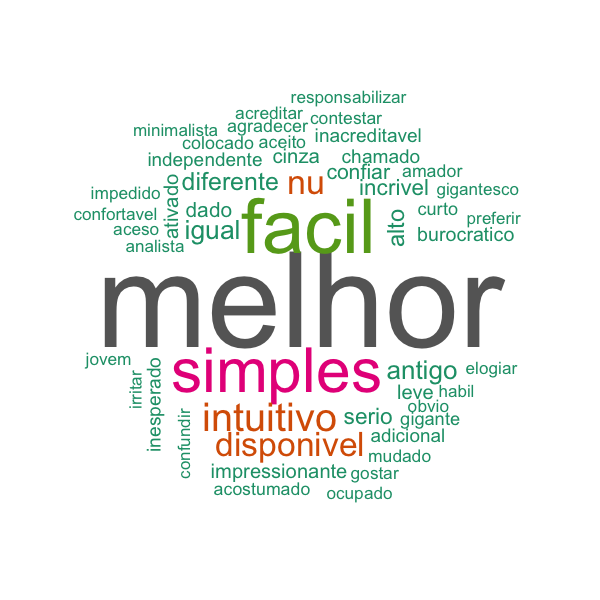 responsabilizar
acreditar
contestar
minimalista
agradecer
inacreditavel
colocado
aceito
independente
cinza
chamado
impedido
ativado
diferente
nu
confiar
amador
incrivel
gigantesco
confortavel
dado
facil
alto
curto
preferir
aceso
igual
burocratico
analista
melhor
jovem
irritar
inesperado
simples
antigo
elogiar
leve
habil
confundir
intuitivo
serio
obvio
gigante
disponivel
adicional
mudado
impressionante
gostar
acostumado
ocupado